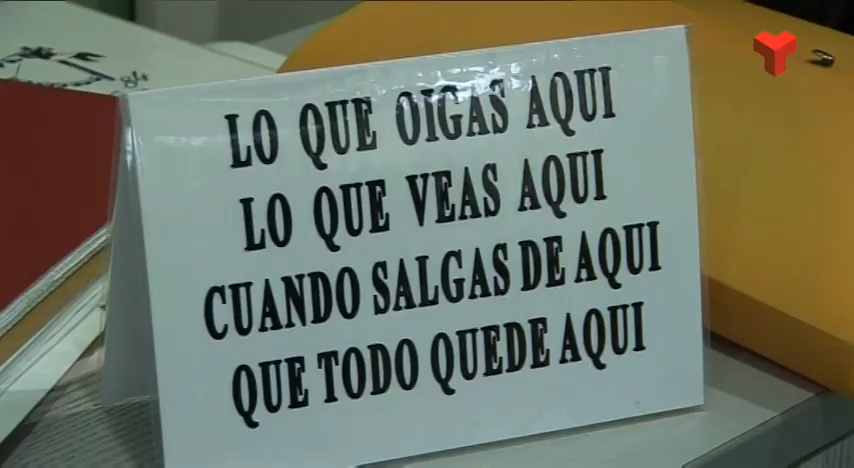 LO QUE OIGAS AQUI
LO QUE VEAS AQUI
CUANDO SALGAS DE AQUI
QUE TODO QUEDE AQUI